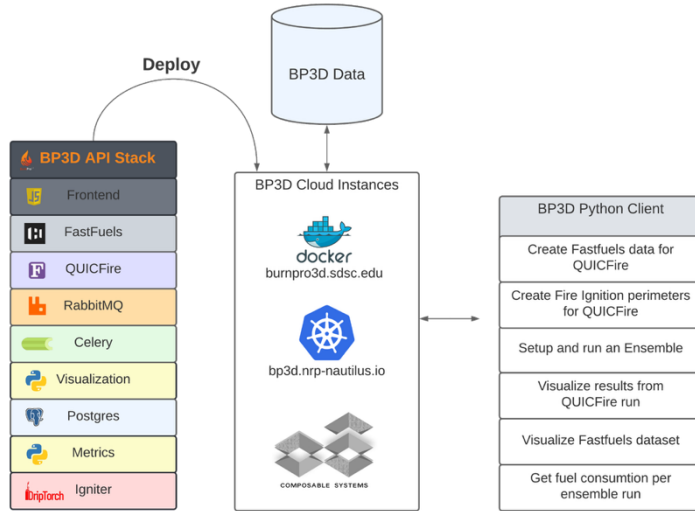 Deploy
BP3D Data
BP3D API Stack
JS
Frontend
FastFuels
F
QUICFire
RabbitMQ
Celery
Visualization
Postgres
Metrics
DripTorch
Igniter
BP3D Cloud Instances
docker
burnpro3d.sdsc.edu
bp3d.nrp-nautilus.io
COMPOSABLE SYSTEMS
BP3D Python Client
Create Fastfuels data for
QUICFire
Create Fire Ignition perimeters
for QUICFire
Setup and run an Ensemble
Visualize results from
QUICFire run
Visualize Fastfuels dataset
Get fuel consumtion per
ensemble run